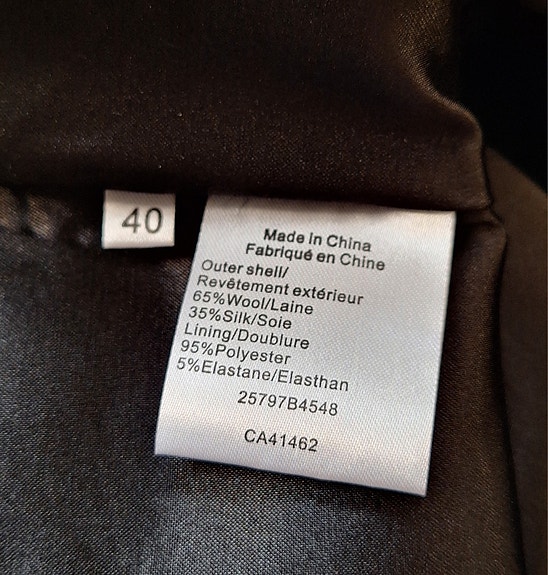 40
Made in China
Fabriqué en Chine
Outer shell/
Revêtement extérieur
65%Wool/Laine
35%Silk/Soie
Lining/Doublure
95%Polyester
5%Elastane/Elasthan
25797B4548
CA41462